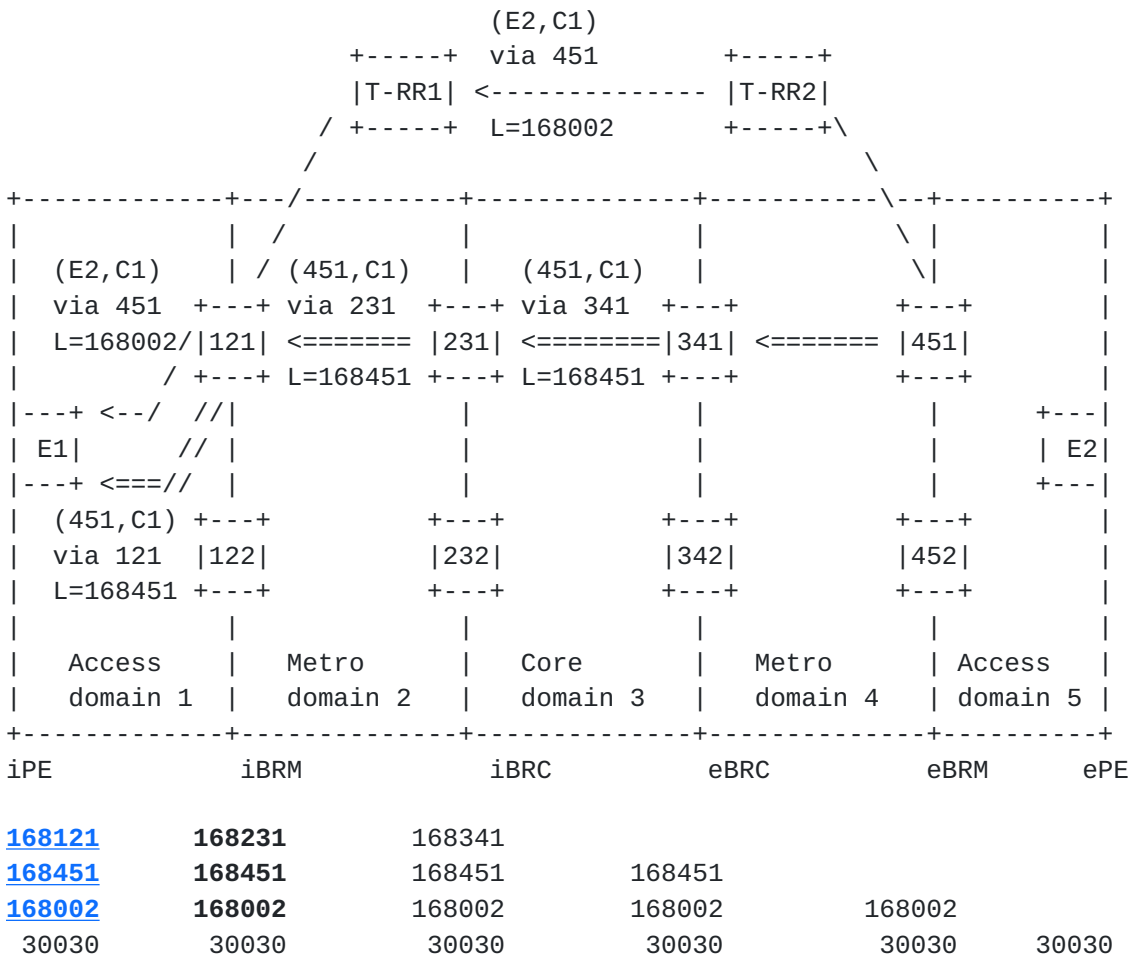 (E2,C1)
                      +-----+  via 451        +-----+
                      |T-RR1| <-------------- |T-RR2|
                    / +-----+  L=168002       +-----+\
                   /                                   \
+-------------+---/----------+--------------+-----------\--+----------+
|             |  /           |              |            \ |          |
|  (E2,C1)    | / (451,C1)   |   (451,C1)   |             \|          |
|  via 451  +---+ via 231  +---+ via 341  +---+          +---+        |
|  L=168002/|121| <======= |231| <========|341| <======= |451|        |
|         / +---+ L=168451 +---+ L=168451 +---+          +---+        |
|---+ <--/  //|              |              |              |      +---|
| E1|      // |              |              |              |      | E2|
|---+ <===//  |              |              |              |      +---|
|  (451,C1) +---+          +---+          +---+          +---+        |
|  via 121  |122|          |232|          |342|          |452|        |
|  L=168451 +---+          +---+          +---+          +---+        |
|             |              |              |              |          |
|   Access    |   Metro      |   Core       |   Metro      | Access   |
|   domain 1  |   domain 2   |   domain 3   |   domain 4   | domain 5 |
+-------------+--------------+--------------+--------------+----------+
iPE            iBRM            iBRC          eBRC          eBRM      ePE
168121      168231       168341
168451      168451       168451       168451
168002      168002       168002       168002         168002
 30030       30030        30030        30030          30030     30030